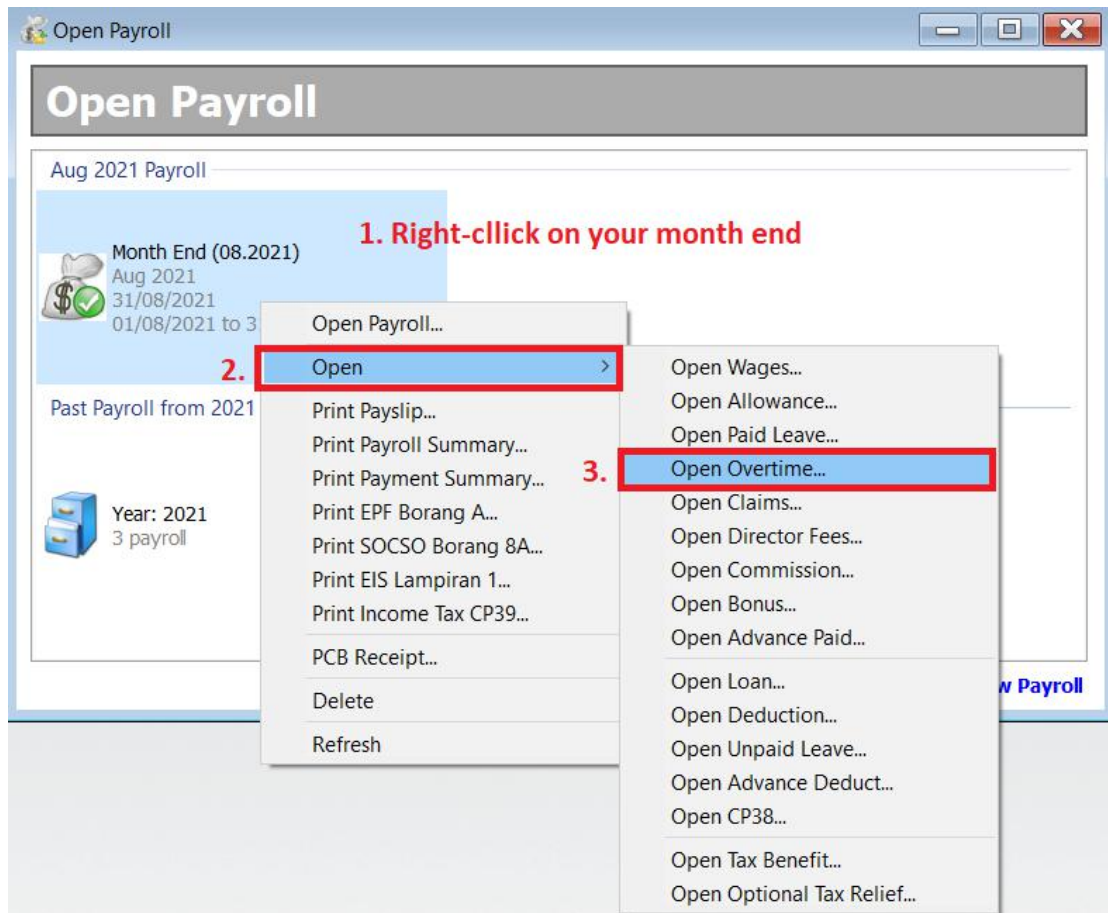 Open Payroll
Open Payroll
Aug 2021 Payroll
1. Right-cllick on your month end
Month End (08.2021)
Aug 2021
31/08/2021
01/08/2021 to 3
Open Payroll...
2.
Open
Past Payroll from 2021
Print Payslip...
Print Payroll Summary...
Print Payment Summary...
Print EPF Borang A...
Print SOCSO Borang 8A...
Print EIS Lampiran 1...
Print Income Tax CP39...
PCB Receipt...
Delete
Refresh
Year: 2021
3 payroll
Open Wages...
Open Allowance...
Open Paid Leave...
3.
Open Overtime...
Open Claims...
Open Director Fees...
Open Commission...
Open Bonus...
Open Advance Paid...
Open Loan...
Open Deduction...
Open Unpaid Leave...
Open Advance Deduct...
Open CP38...
Open Tax Benefit...
Open Optional Tax Relief...
w Payroll